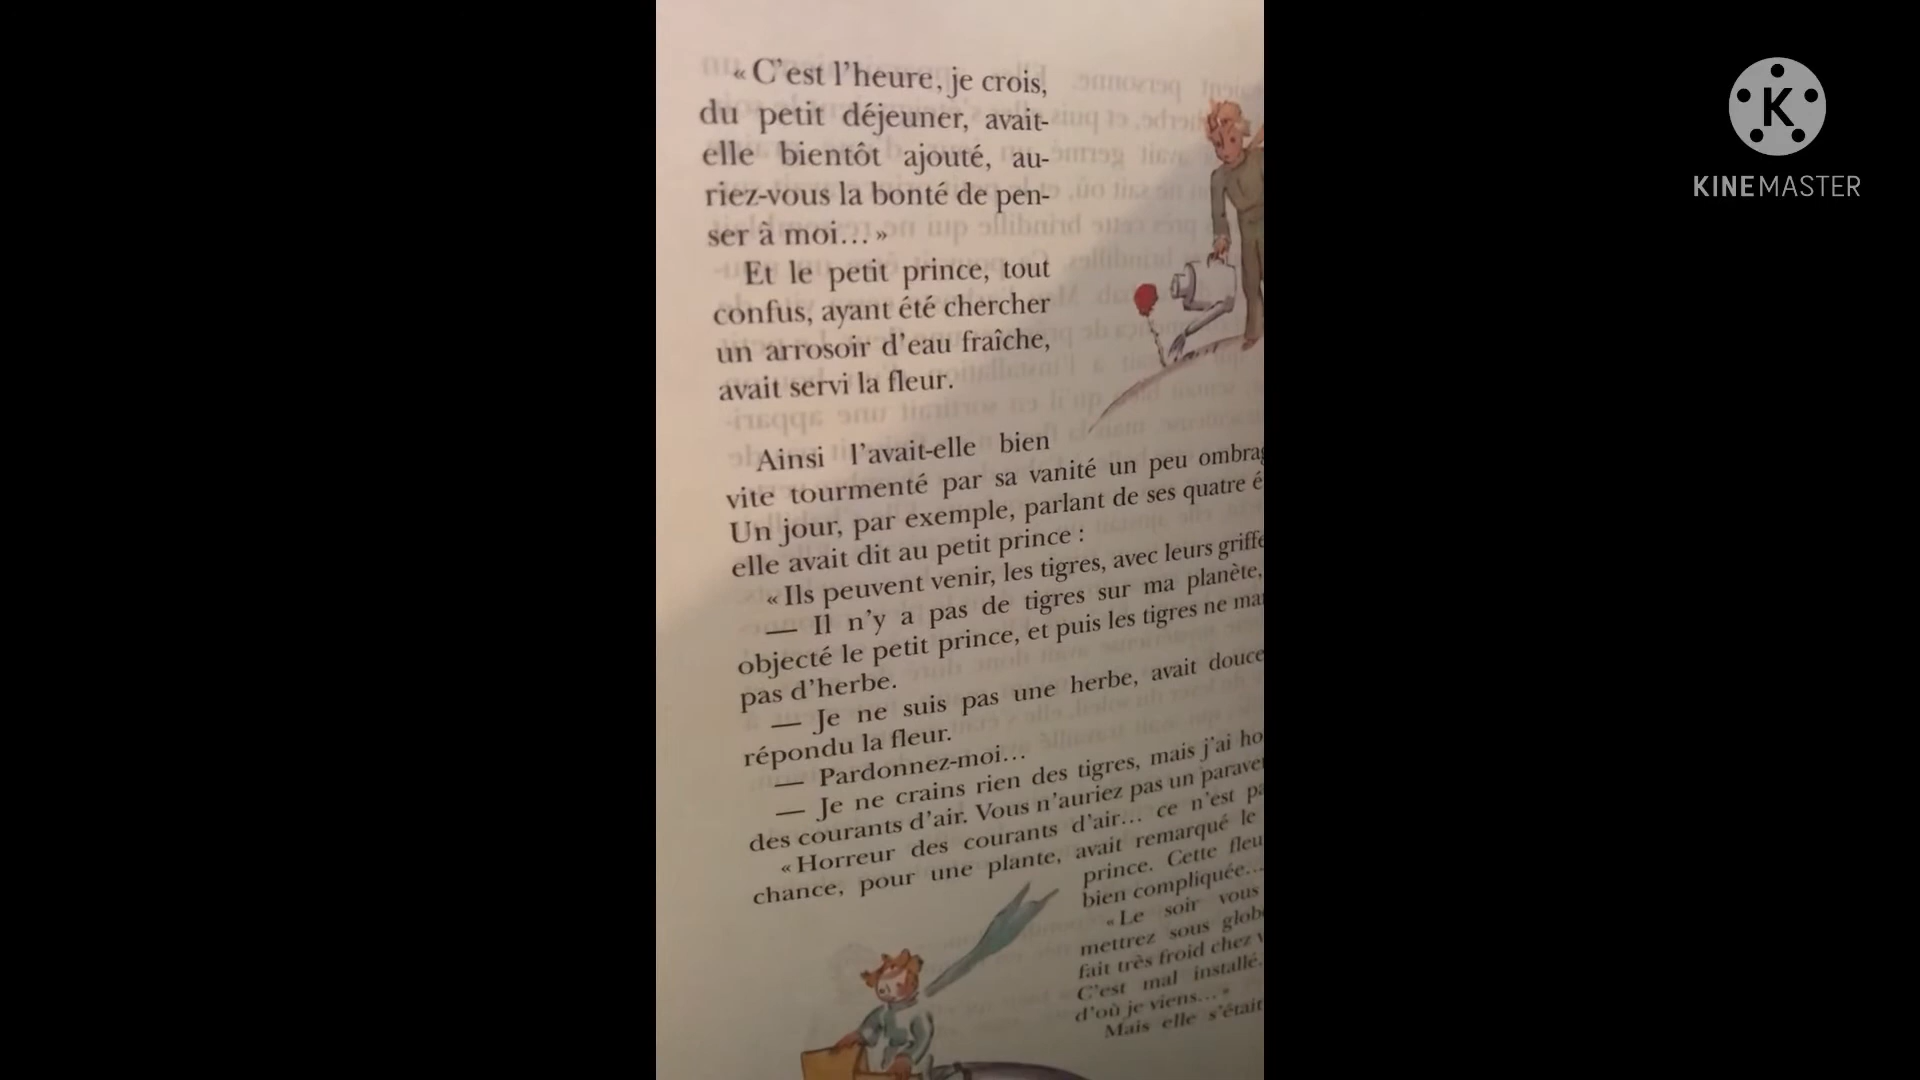 « C'est l'heure, je crois,
du petit déjeuner, avait-
elle bientôt ajouté, au-
riez-vous la bonté de pen-
ser à moi... »
Et le petit prince, tout
confus, ayant été chercher
un arrosoir d'eau fraîche,
avait servi la fleur.
Ainsi l'avait-elle bien
vite tourmenté par sa vanité un peu
Un jour, par exemple, parlant de ses quatre
elle avait dit au petit prince :
« Ils peuvent venir, les tigres, avec leurs
— Il n'y a pas de tigres sur ma planète,
objecté le petit prince, et puis les tigres ne
pas d'herbe.
— Je ne suis pas une herbe, avait
répondu la fleur.
— Pardonnez-moi...
— Je ne crains rien des tigres, mais j'ai
des courants d'air. Vous n'auriez pas un
« Horreur des courants d'air... ce n'est
chance, pour une plante, avait remarqué le
prince. Cette
bien compliquée...
« Le soir vous
mettrez sous
fait très froid chez
C'est mal installé.
d'où je viens... »
Mais elle s'était
KINEMASTER